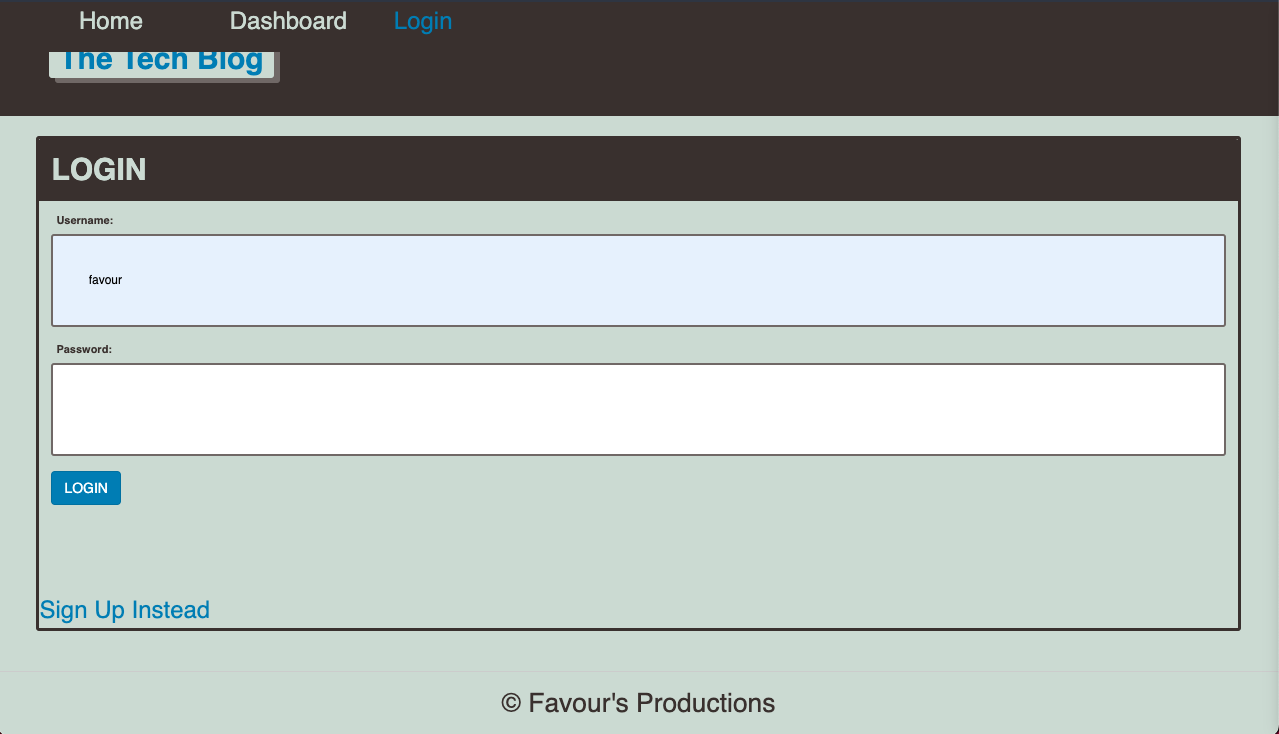 Home Dashboard Login
The Tech Blog
LOGIN
Username:
favour
Password:
LOGIN
Sign Up Instead
© Favour's Productions